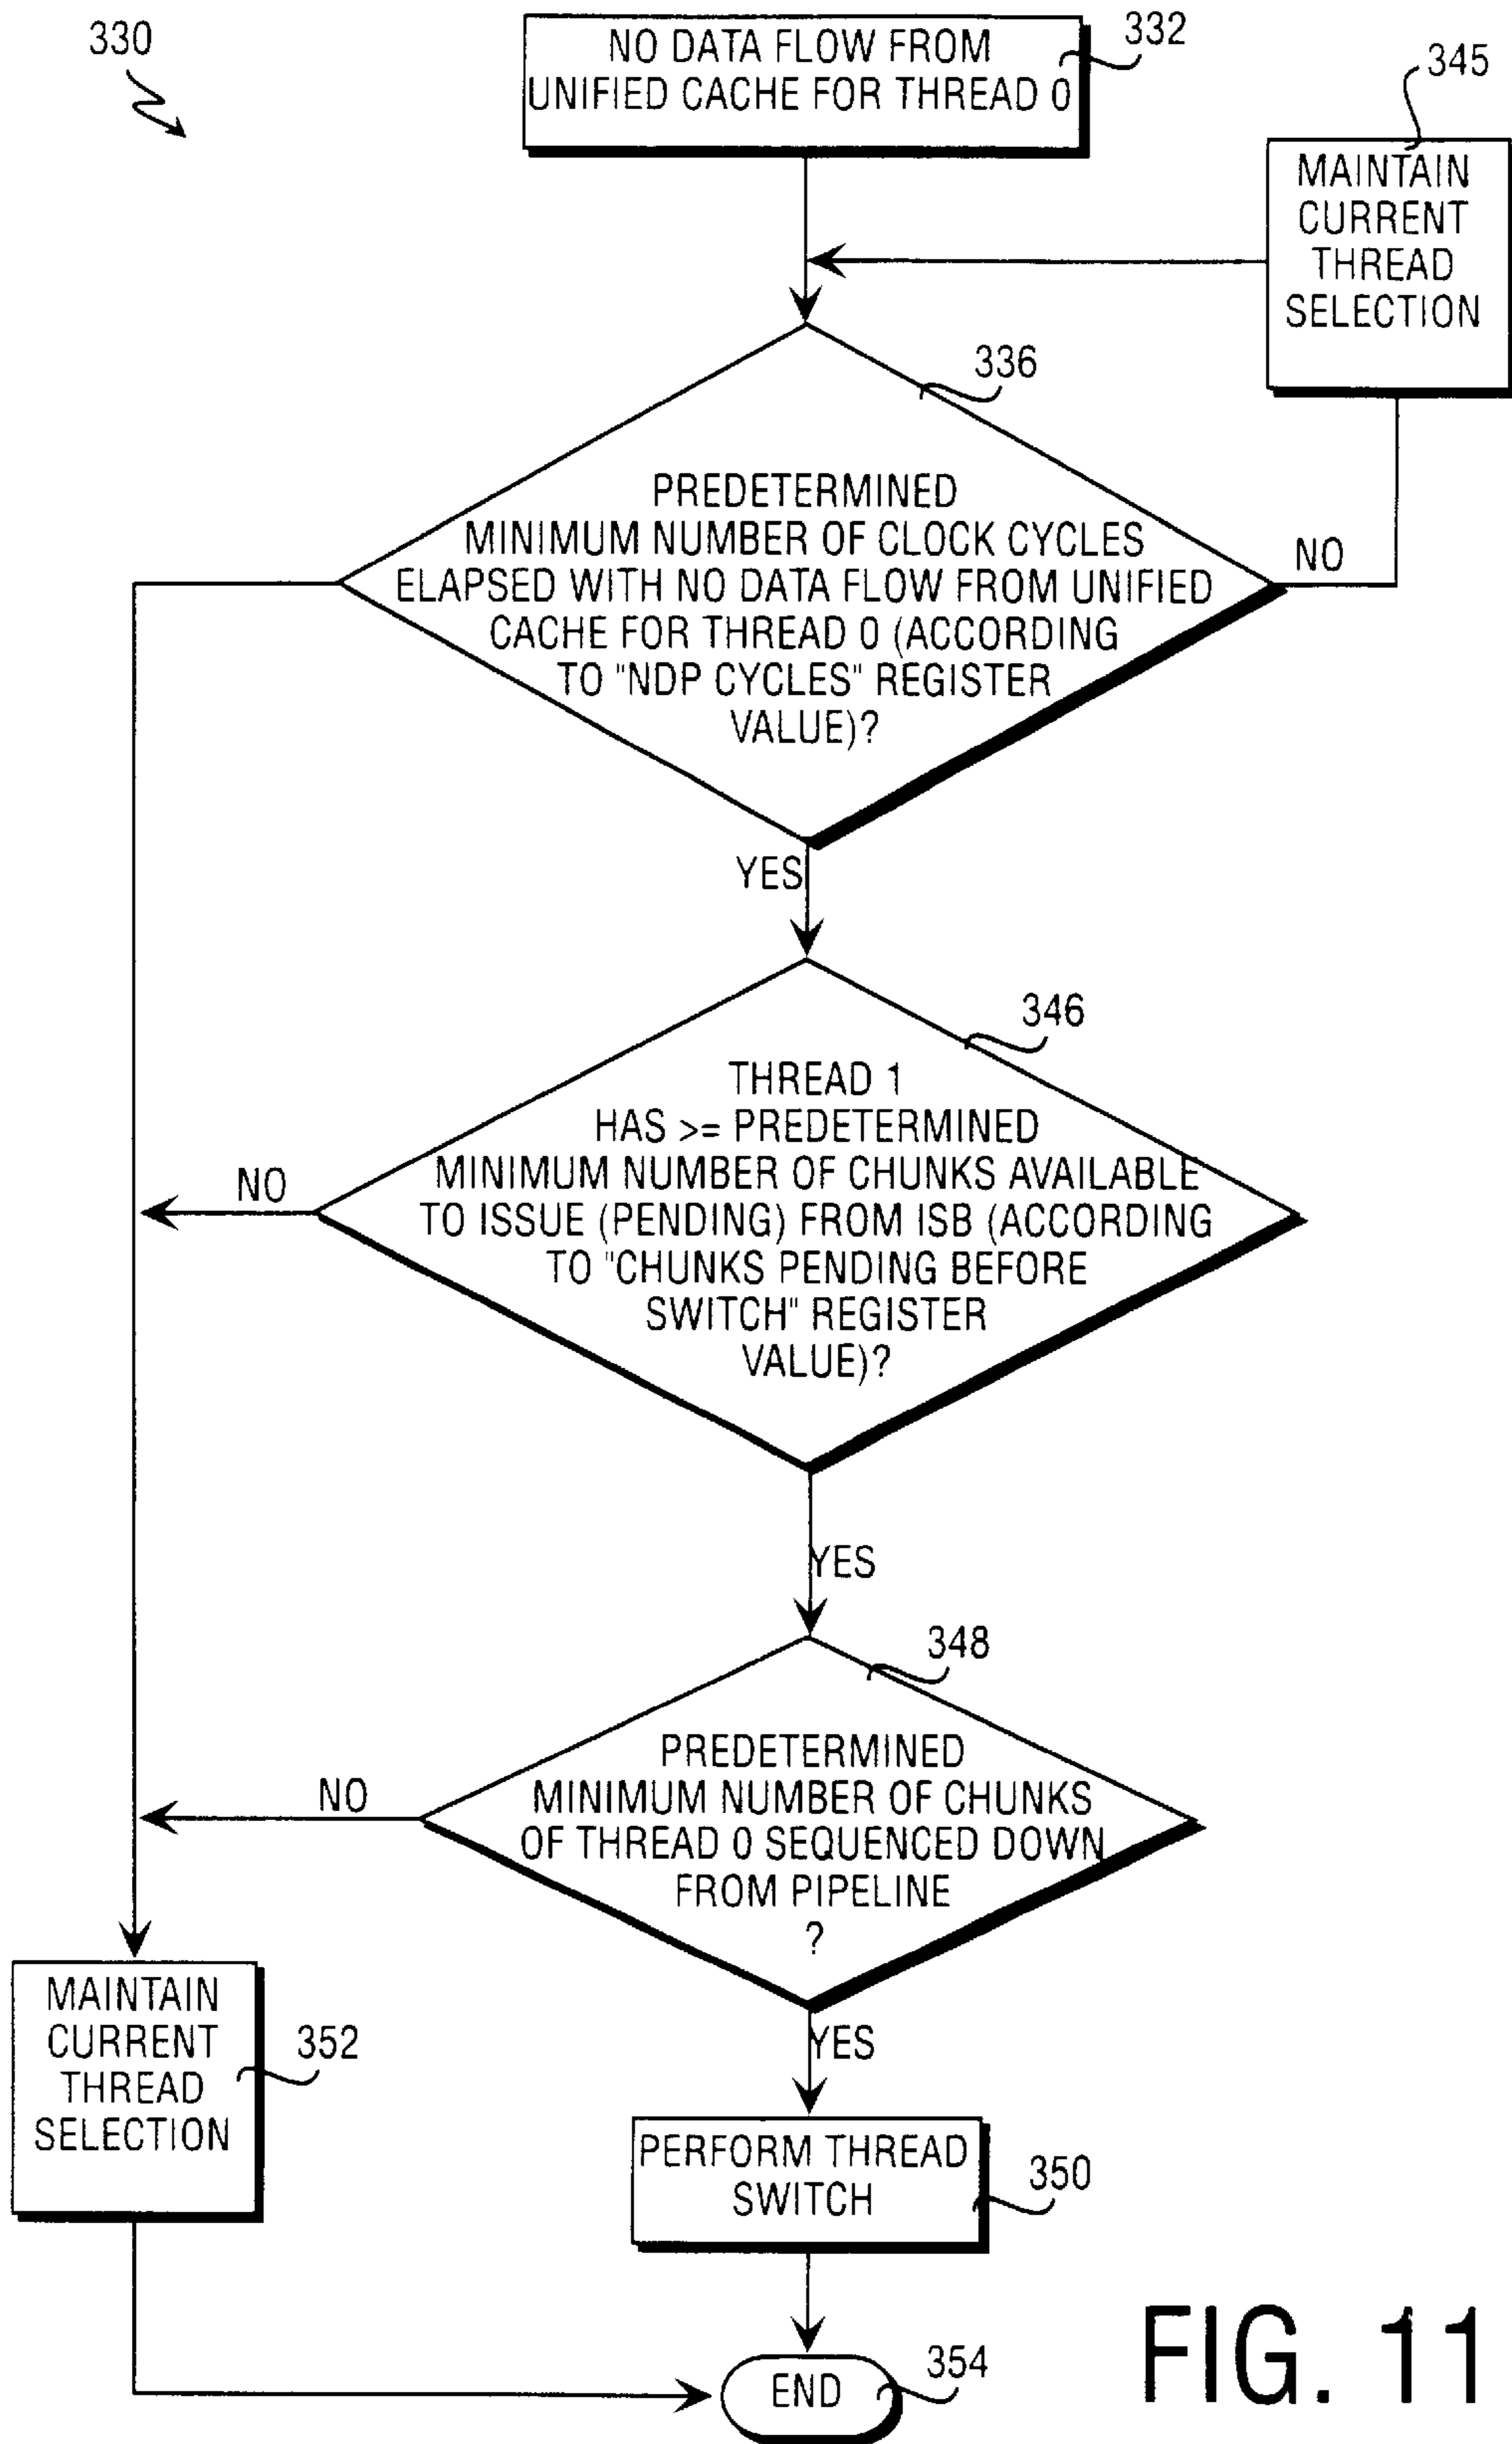 330
NO DATA FLOW FROM
UNIFIED CACHE FOR THREAD 0
332
345
MAINTAIN
CURRENT
THREAD
SELECTION
336
PREDETERMINED
MINIMUM NUMBER OF CLOCK CYCLES
ELAPSED WITH NO DATA FLOW FROM UNIFIED
CACHE FOR THREAD 0 (ACCORDING
TO "NDP CYCLES" REGISTER
VALUE)?
NO
YES
346
THREAD 1
HAS >= PREDETERMINED
MINIMUM NUMBER OF CHUNKS AVAILABLE
TO ISSUE (PENDING) FROM ISB (ACCORDING
TO "CHUNKS PENDING BEFORE
SWITCH" REGISTER
VALUE)?
NO
YES
348
PREDETERMINED
MINIMUM NUMBER OF CHUNKS
OF THREAD 0 SEQUENCED DOWN
FROM PIPELINE
?
NO
YES
MAINTAIN
CURRENT
THREAD
SELECTION
352
PERFORM THREAD
SWITCH
350
END
354
FIG. 11